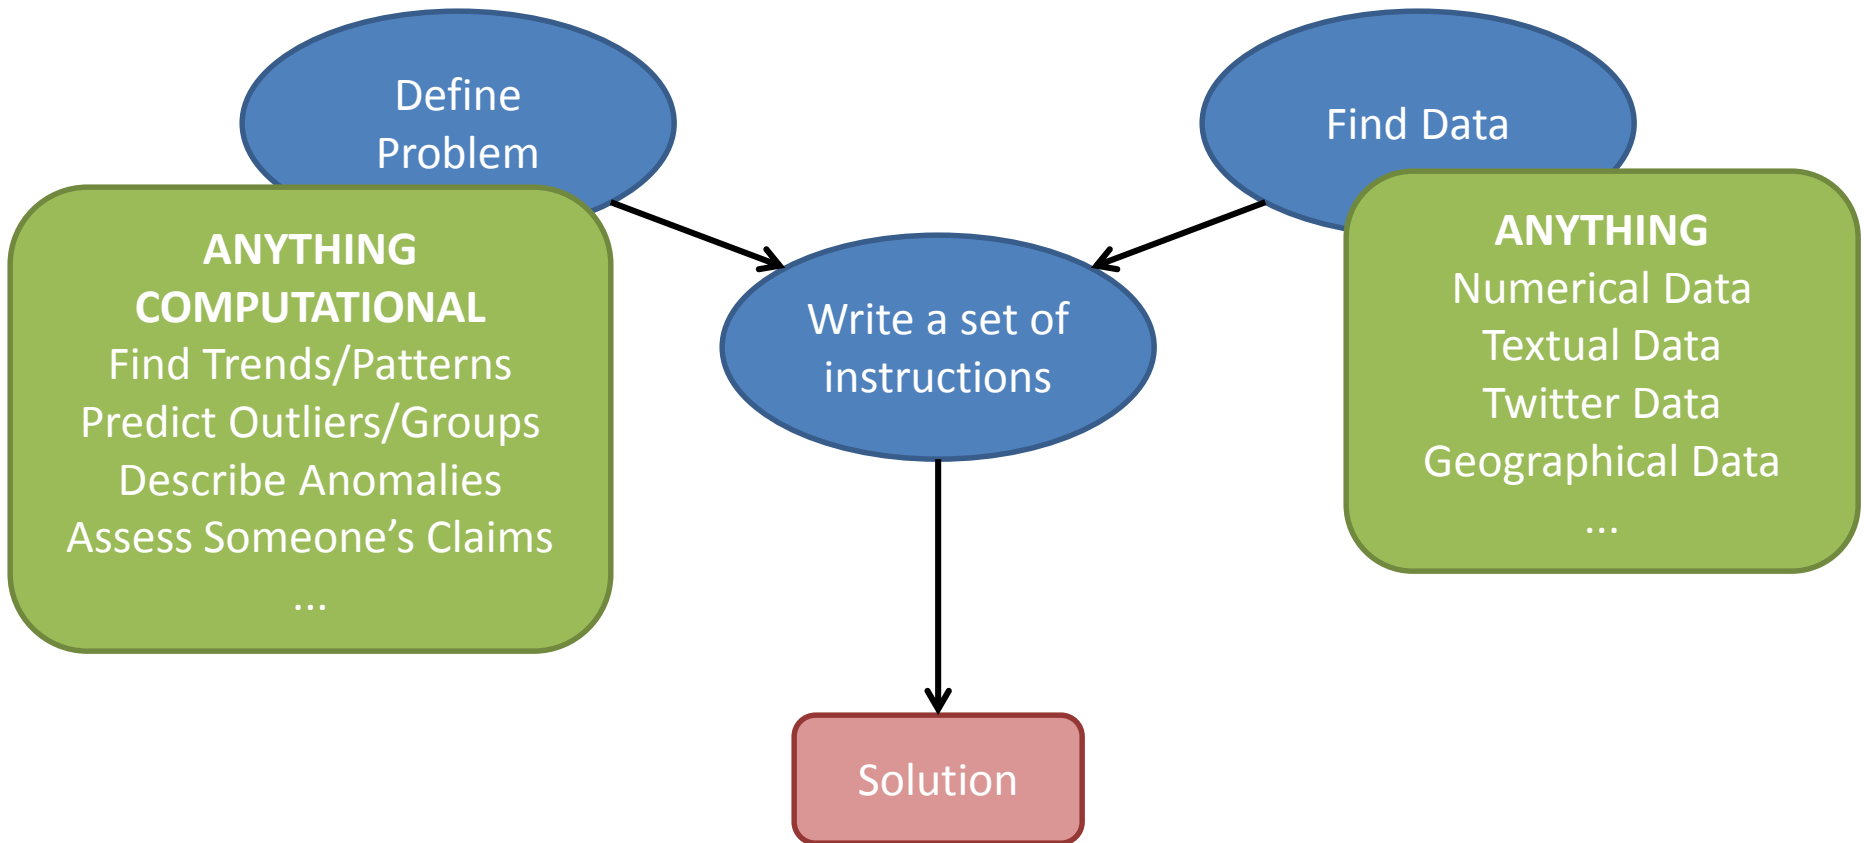 Define
Problem
ANYTHING
COMPUTATIONAL
Find Trends/Patterns
Predict Outliers/Groups
Describe Anomalies
Assess Someone’s Claims
...
Find Data
ANYTHING
Numerical Data
Textual Data
Twitter Data
Geographical Data
...
Write a set of
instructions
Solution